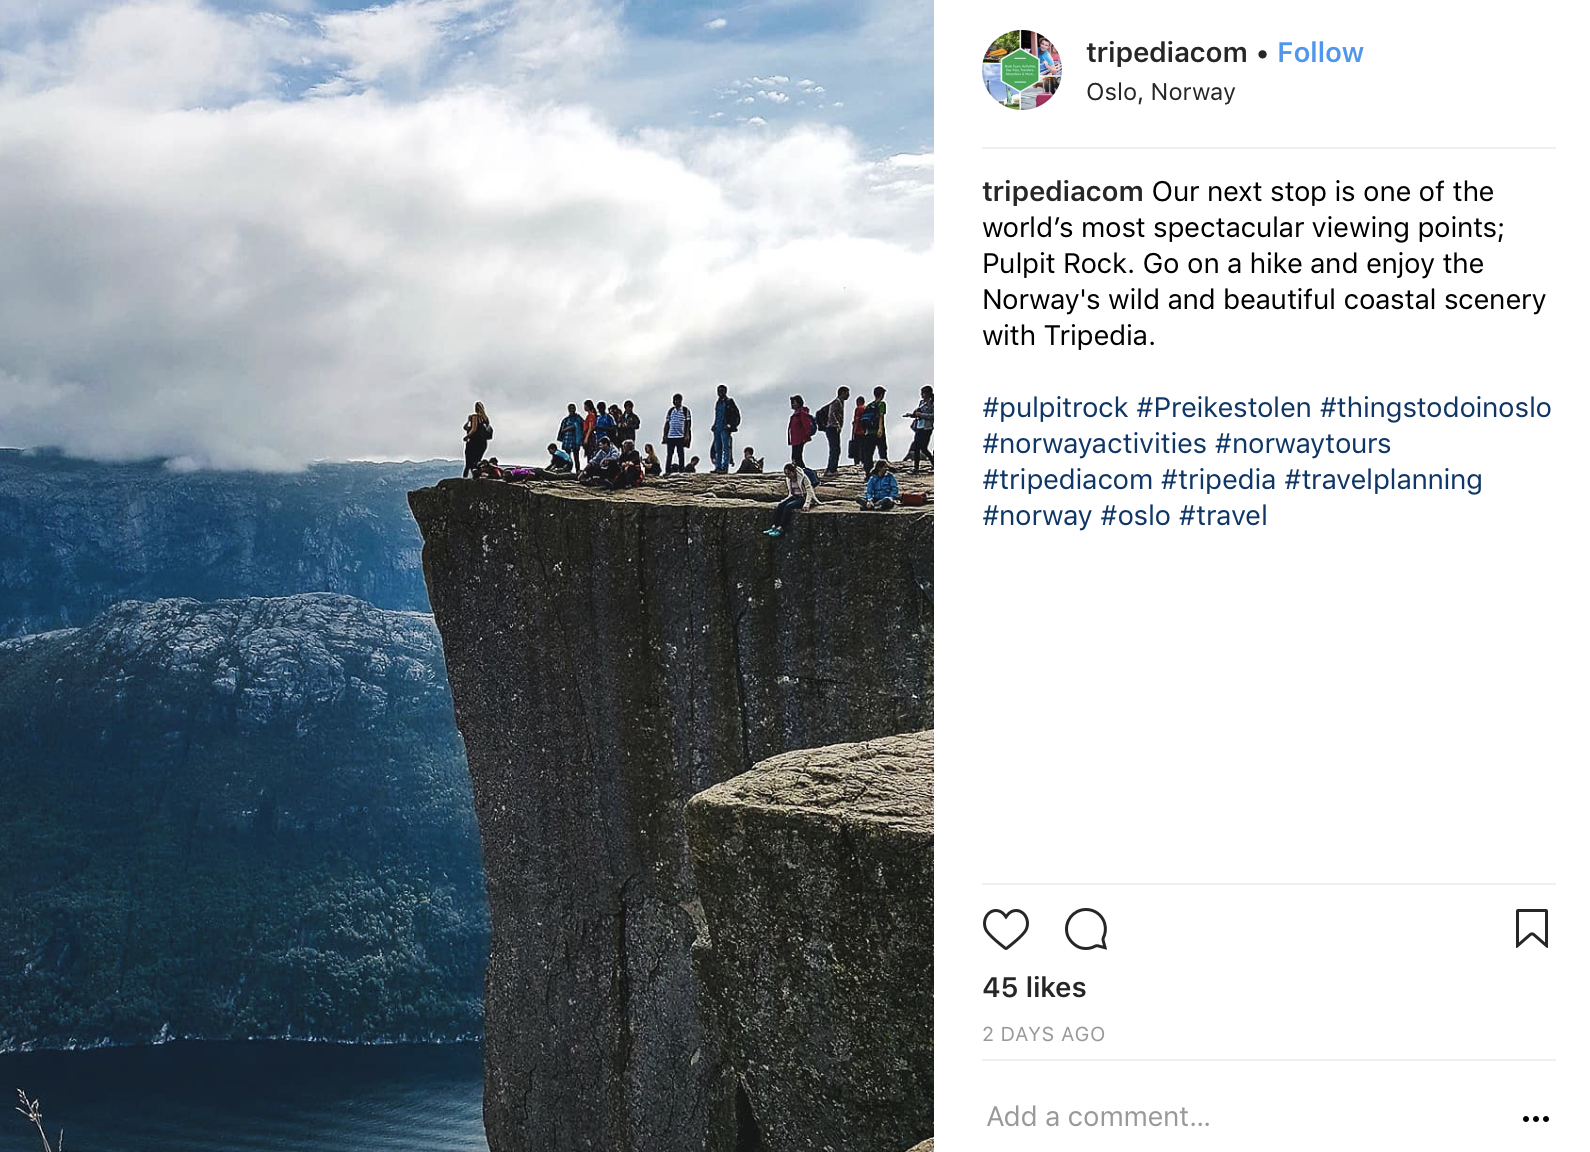 tripediacom • Follow
Oslo, Norway
tripediacom Our next stop is one of the
world’s most spectacular viewing points;
Pulpit Rock. Go on a hike and enjoy the
Norway's wild and beautiful coastal scenery
with Tripedia.
#pulpitrock #Preikestolen #thingstodoinoslo
#norwayactivities #norwaytours
#tripediacom #tripedia #travelplanning
#norway #oslo #travel
45 likes
2 DAYS AGO
Add a comment...